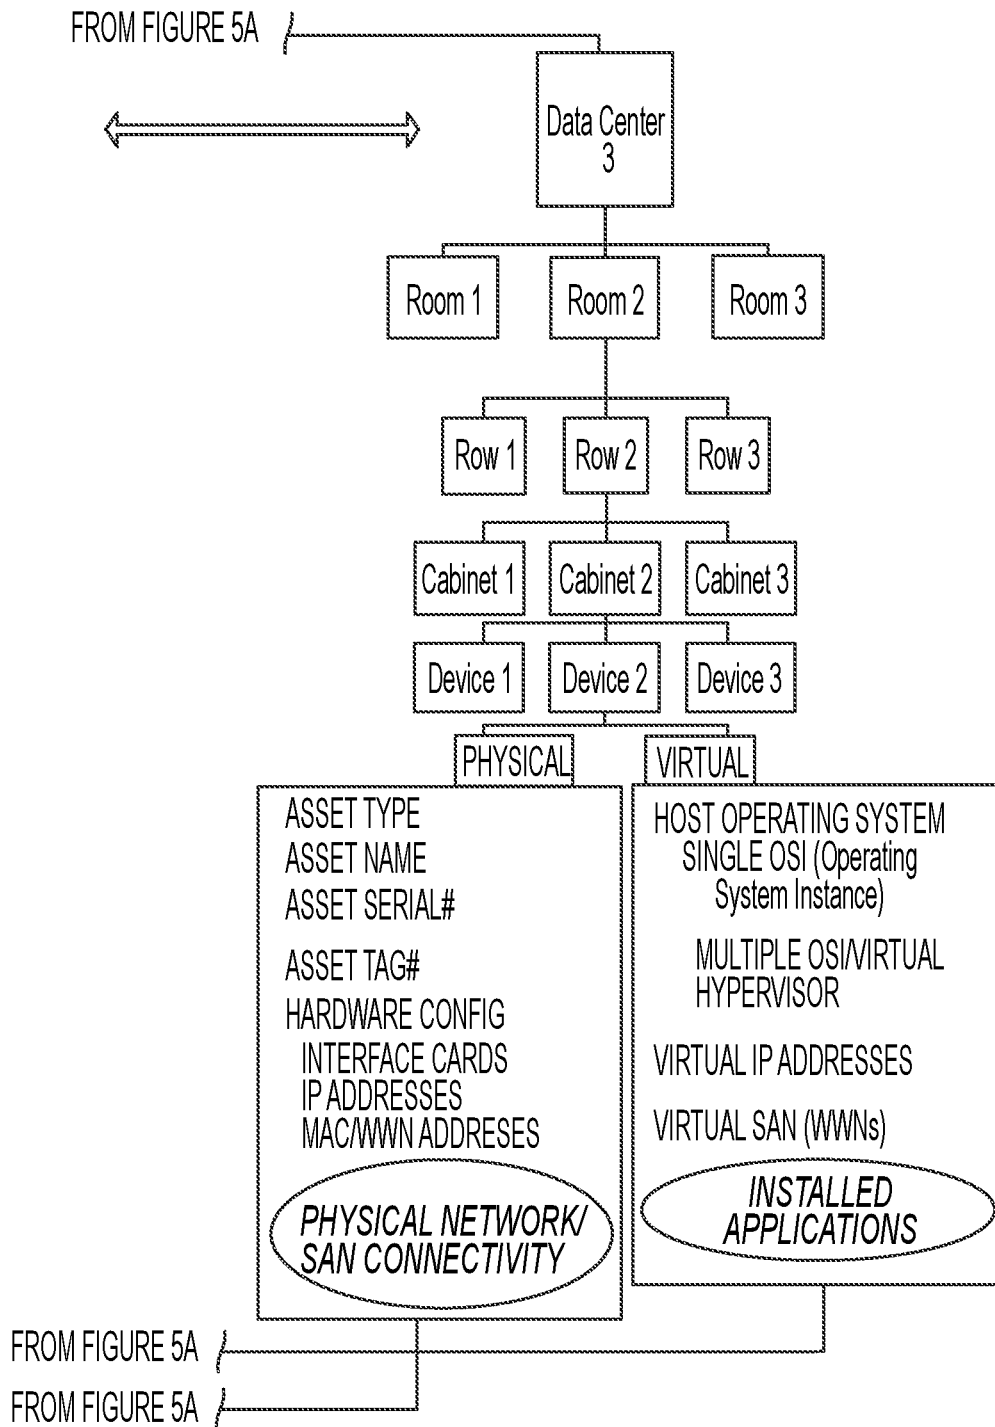 FROM FIGURE 5A
Data Center
3
Room 1
Room 2
Room 3
Row 1
Row 2
Row 3
Cabinet 1
Cabinet 2
Cabinet 3
Device 1
Device 2
Device 3
PHYSICAL
VIRTUAL
ASSET TYPE
ASSET NAME
ASSET SERIAL#
ASSET TAG#
HARDWARE CONFIG
INTERFACE CARDS
IP ADDRESSES
MAC/WWN ADDRESES
PHYSICAL NETWORK/
SAN CONNECTIVITY
HOST OPERATING SYSTEM
SINGLE OSI (Operating
System Instance)
MULTIPLE OSI/VIRTUAL
HYPERVISOR
VIRTUAL IP ADDRESSES
VIRTUAL SAN (WWNs)
INSTALLED
APPLICATIONS
FROM FIGURE 5A
FROM FIGURE 5A